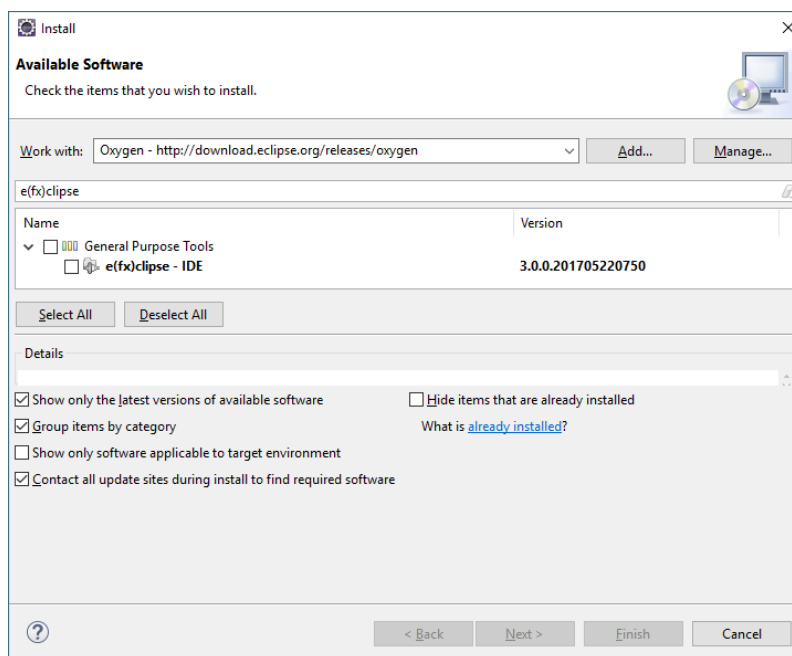 Install
Available Software
Check the items that you wish to install.
Work with: Oxygen - http://download.eclipse.org/releases/oxygen Add... Manage...
e(fx)clipse
Name Version
General Purpose Tools
e(fx)clipse - IDE 3.0.0.201705220750
Select All Deselect All
Details
Show only the latest versions of available software Hide items that are already installed
Group items by category What is already installed?
Show only software applicable to target environment
Contact all update sites during install to find required software
? < Back Next > Finish Cancel